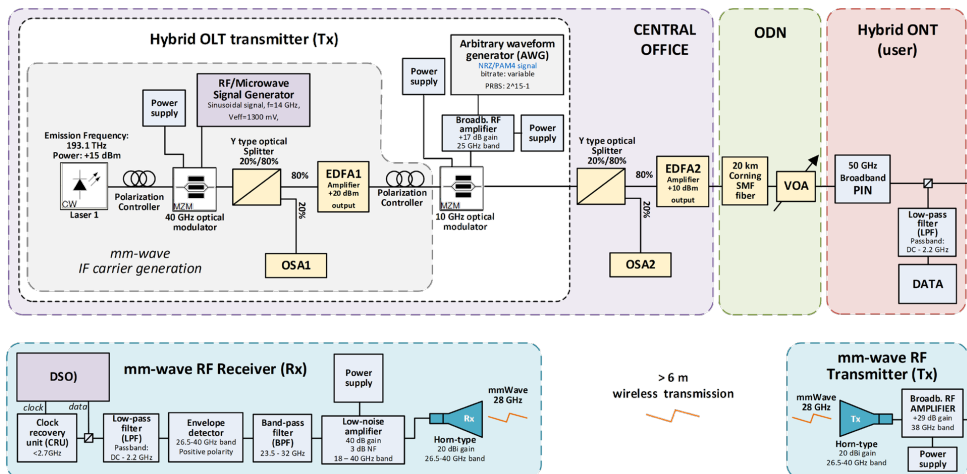 Hybrid OLT transmitter (Tx)
CENTRAL
OFFICE
ODN
Hybrid ONT
(user)
Arbitrary waveform
generator (AWG)
NRZ/PAM4 signal
bitrate: variable
PRBS: 2^15-1
Power
supply
RF/Microwave
Signal Generator
Sinusoidal signal, f=14 GHz,
Veff=1300 mV,
Power
supply
Broadb. RF
amplifier
+17 dB gain
25 GHz band
Power
supply
Emission Frequency:
193.1 THz
Power: +15 dBm
CW
Laser 1
Polarization
Controller
MZM
40 GHz optical
modulator
Y type optical
Splitter
20%/80%
80%
20%
EDFA1
Amplifier
+20 dBm
output
Polarization
Controller
MZM
10 GHz optical
modulator
Y type optical
Splitter
20%/80%
80%
20%
EDFA2
Amplifier
+10 dBm
output
20 km
Corning
SMF
fiber
VOA
50 GHz
Broadband
PIN
Low-pass
filter
(LPF)
Passband:
DC - 2.2 GHz
DATA
mm-wave
IF carrier generation
OSA1
OSA2
mm-wave RF Receiver (Rx)
DSO)
clock
data
Clock
recovery
unit (CRU)
<2.7GHz
Low-pass
filter
(LPF)
Passband:
DC - 2.2 GHz
Envelope
detector
26.5-40 GHz band
Positive polarity
Band-pass
filter
(BPF)
23.5 - 32 GHz
Power
supply
Low-noise
amplifier
40 dB gain
3 dB NF
18 – 40 GHz band
Rx
Horn-type
20 dBi gain
26.5-40 GHz band
mmWave
28 GHz
> 6 m
wireless transmission
mm-wave RF
Transmitter (Tx)
mmWave
28 GHz
Tx
Horn-type
20 dBi gain
26.5-40 GHz band
Broadb. RF
AMPLIFIER
+29 dB gain
38 GHz band
Power
supply